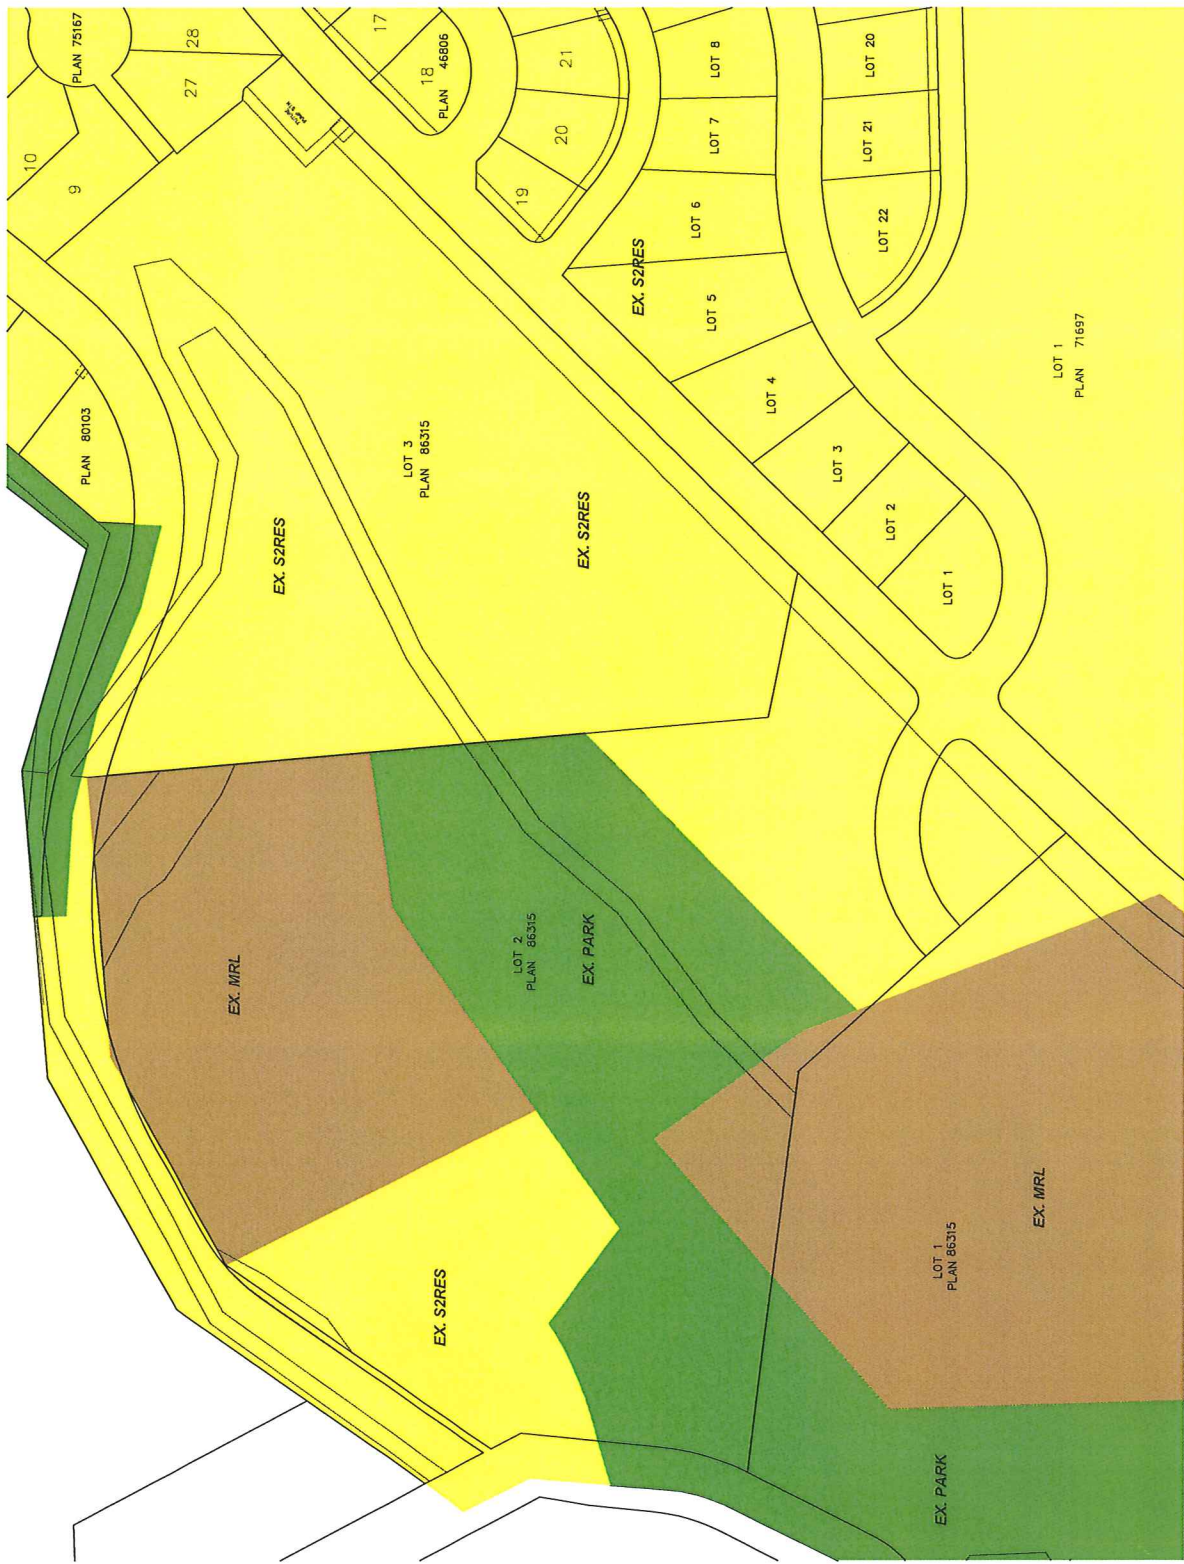 PLAN 75167
28
27
10
9
17
18
PLAN 46806
21
20
19
FUTURE
PUMP STN
LOT 8
LOT 7
LOT 6
LOT 5
LOT 4
LOT 3
LOT 2
LOT 1
EX. S2RES
LOT 20
LOT 21
LOT 22
LOT 1
PLAN 71697
PLAN 80103
LOT 3
PLAN 86315
EX. S2RES
EX. S2RES
EX. MRL
LOT 2
PLAN 86315
EX. PARK
EX. S2RES
LOT 1
PLAN 86315
EX. MRL
EX. PARK